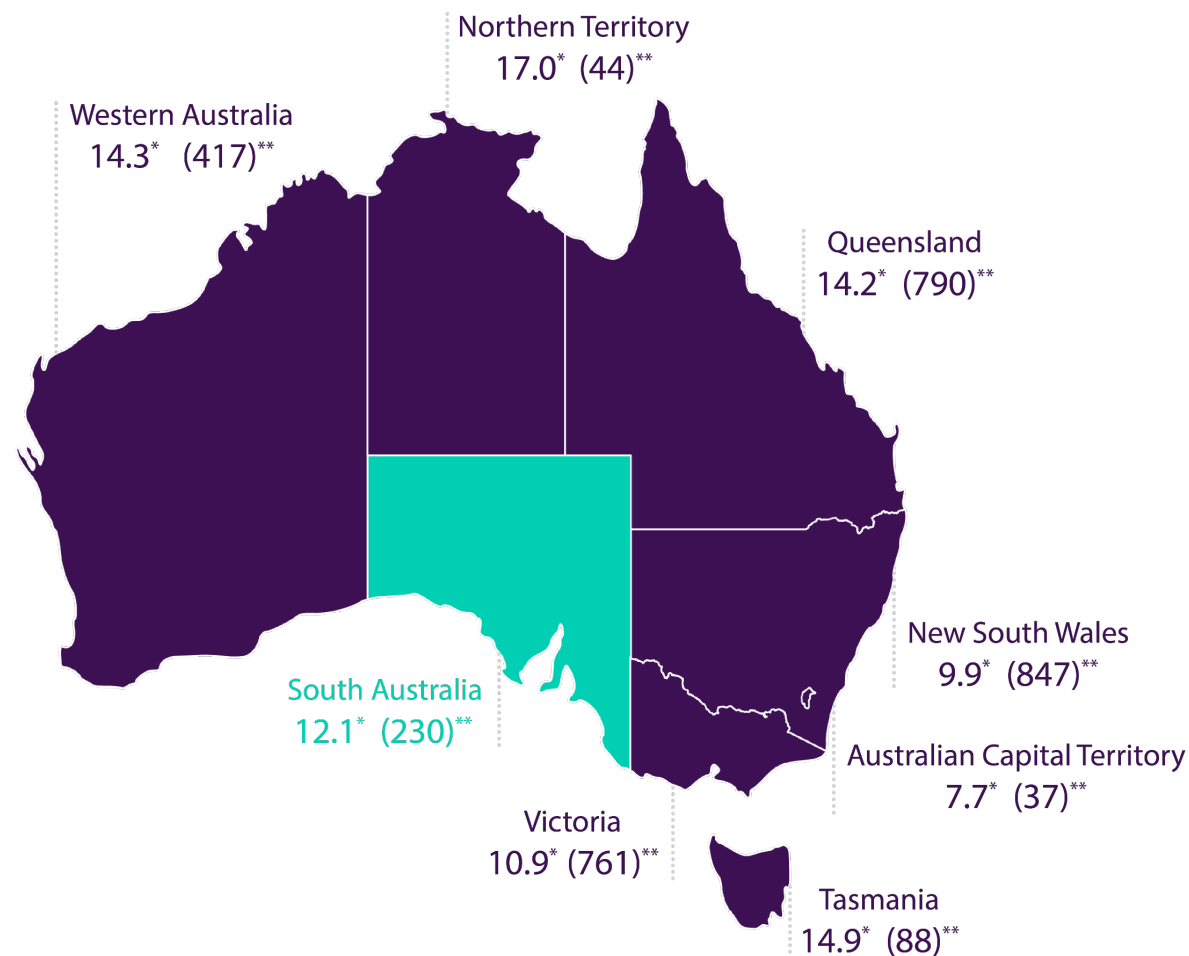 Northern Territory
17.0* (44)**
Western Australia
14.3* (417)**
Queensland
14.2* (790)**
New South Wales
9.9* (847)**
South Australia
12.1* (230)**
Australian Capital Territory
7.7* (37)**
Victoria
10.9* (761)**
Tasmania
14.9* (88)**